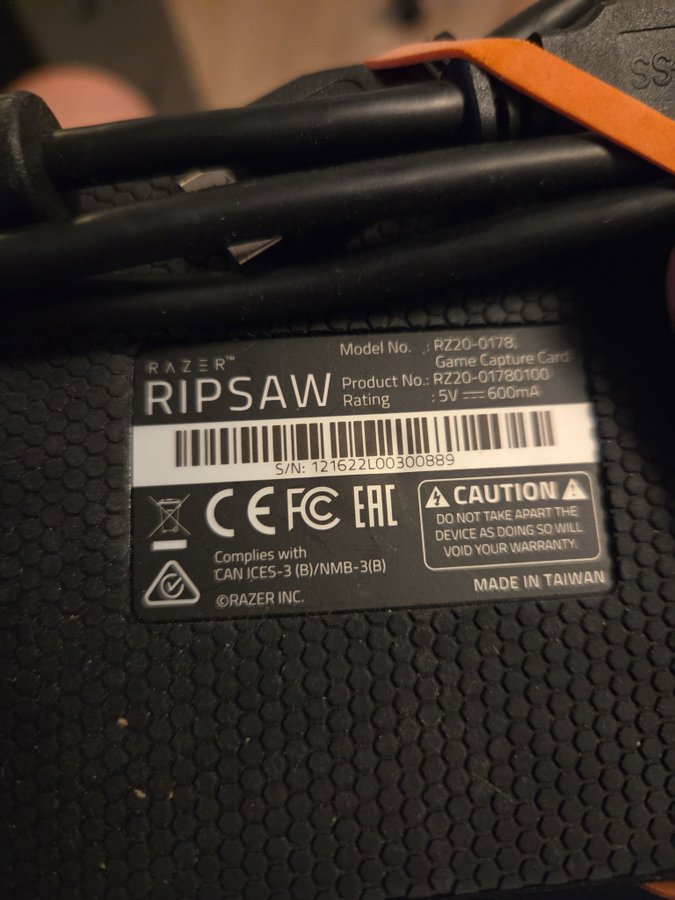 SS
RAZER™
RIPSAW
Model No. : RZ20-0178,
Game Capture Card
Product No.: RZ20-01780100
Rating : 5V ⎓ 600mA
S/N: 121622L00300889
CE FC EAC
Complies with
CAN ICES-3 (B)/NMB-3(B)
©RAZER INC.
CAUTION
DO NOT TAKE APART THE
DEVICE AS DOING SO WILL
VOID YOUR WARRANTY.
MADE IN TAIWAN